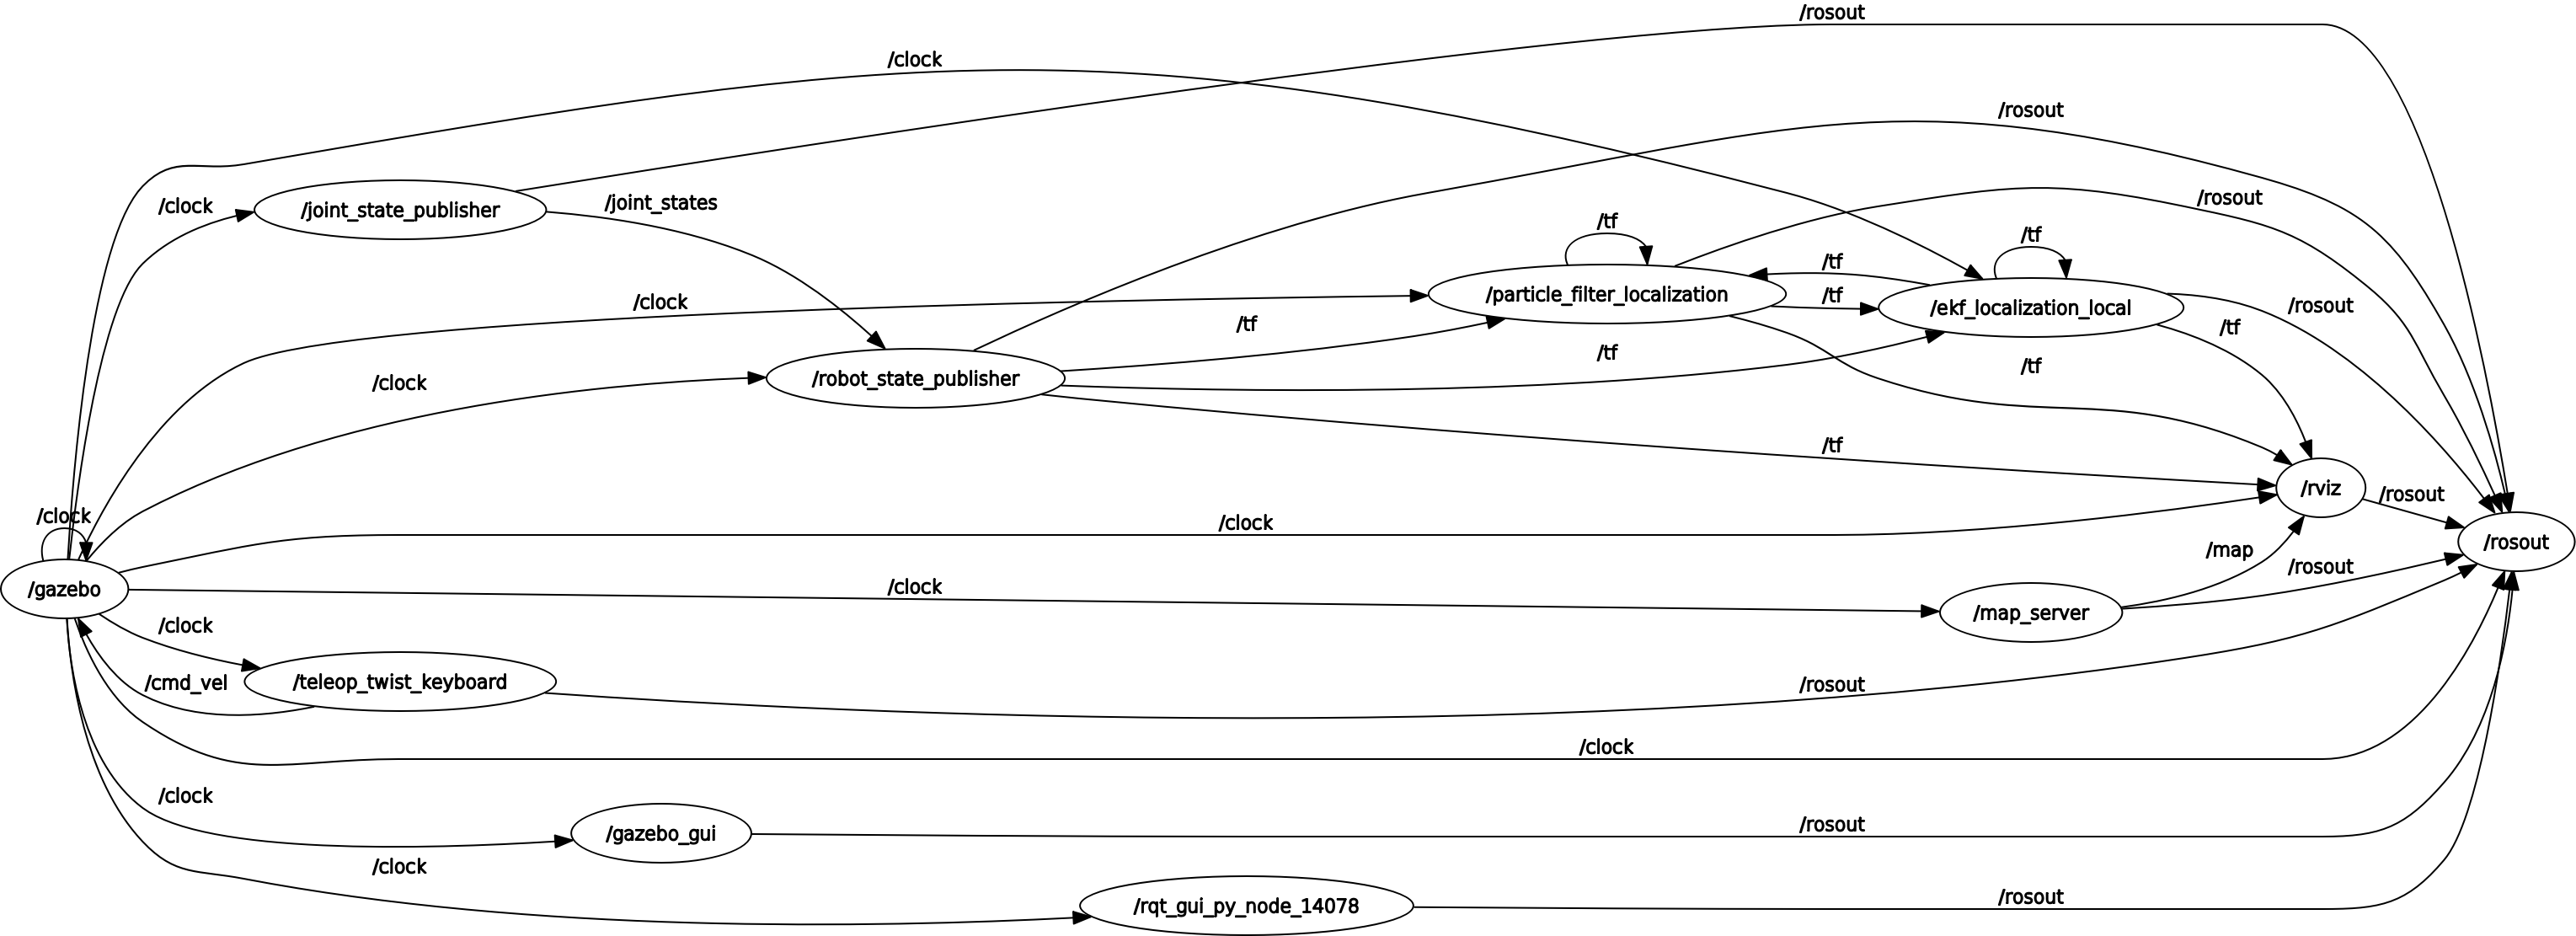 /rosout
/clock
/rosout
/clock
/joint_state_publisher
/joint_states
/rosout
/tf
/tf
/tf
/clock
/particle_filter_localization
/tf
/ekf_localization_local
/rosout
/tf
/tf
/tf
/clock
/robot_state_publisher
/tf
/tf
/rviz
/rosout
/clock
/clock
/rosout
/map
/rosout
/gazebo
/clock
/map_server
/clock
/cmd_vel
/teleop_twist_keyboard
/rosout
/clock
/clock
/gazebo_gui
/rosout
/clock
/rqt_gui_py_node_14078
/rosout